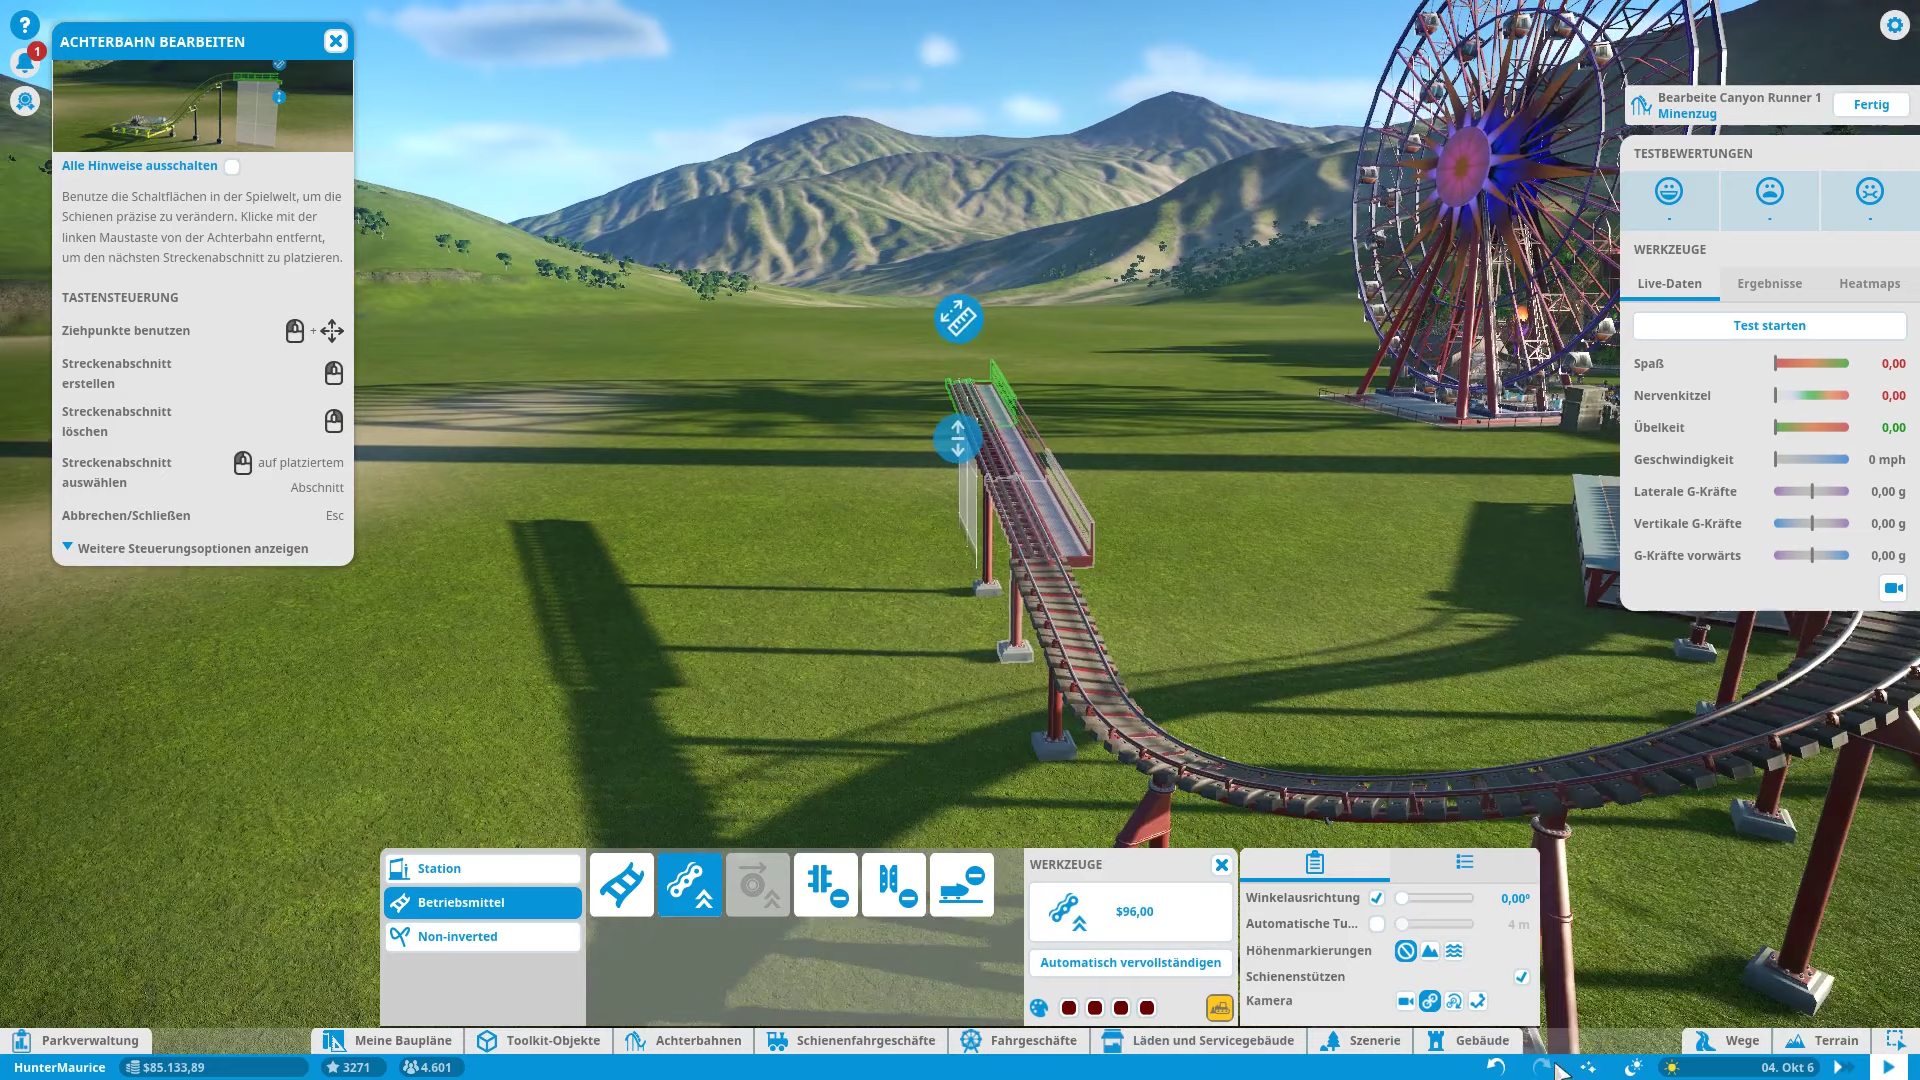 ?
1
ACHTERBAHN BEARBEITEN
Alle Hinweise ausschalten
Benutze die Schaltflächen in der Spielwelt, um die
Schienen präzise zu verändern. Klicke mit der
linken Maustaste von der Achterbahn entfernt,
um den nächsten Streckenabschnitt zu platzieren.
TASTENSTEUERUNG
Ziehpunkte benutzen +
Streckenabschnitt
erstellen
Streckenabschnitt
löschen
Streckenabschnitt
auswählen
auf platziertem
Abschnitt
Abbrechen/Schließen Esc
Weitere Steuerungsoptionen anzeigen
Bearbeite Canyon Runner 1
Minenzug
Fertig
TESTBEWERTUNGEN
- - -
WERKZEUGE
Live-Daten Ergebnisse Heatmaps
Test starten
Spaß 0,00
Nervenkitzel 0,00
Übelkeit 0,00
Geschwindigkeit 0 mph
Laterale G-Kräfte 0,00 g
Vertikale G-Kräfte 0,00 g
G-Kräfte vorwärts 0,00 g
Station
Betriebsmittel
Non-inverted
WERKZEUGE
$96,00
Automatisch vervollständigen
Winkelausrichtung 0,00°
Automatische Tu... 4 m
Höhenmarkierungen
Schienenstützen
Kamera
Parkverwaltung Meine Baupläne Toolkit-Objekte Achterbahnen Schienenfahrgeschäfte Fahrgeschäfte Läden und Servicegebäude Szenerie Gebäude Wege Terrain
HunterMaurice $85.133,89 3271 4.601 04. Okt 6